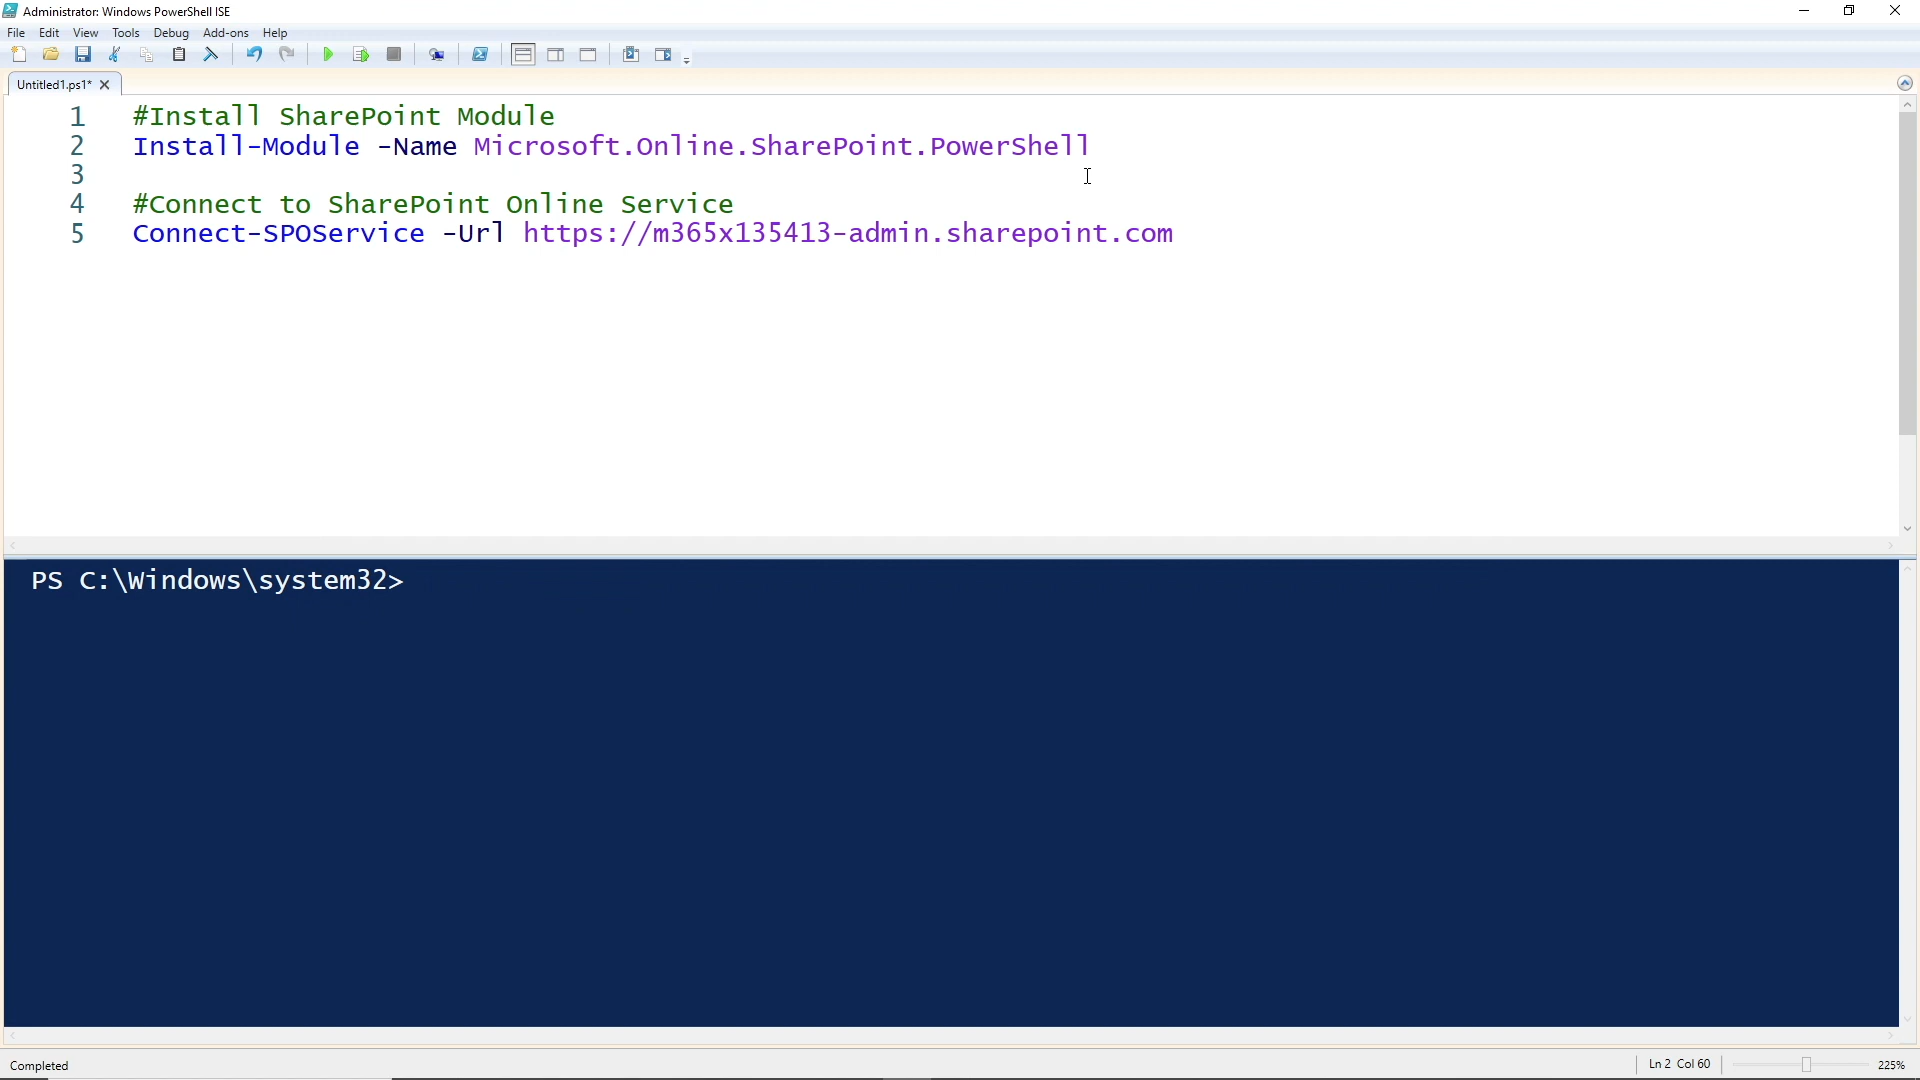 Administrator: Windows PowerShell ISE
File Edit View Tools Debug Add-ons Help
Untitled1.ps1*
1 #Install SharePoint Module
2 Install-Module -Name Microsoft.Online.SharePoint.PowerShell
3
4 #Connect to SharePoint Online Service
5 Connect-SPOService -Url https://m365x135413-admin.sharepoint.com
PS C:\Windows\system32>
Completed Ln 2 Col 60 225%